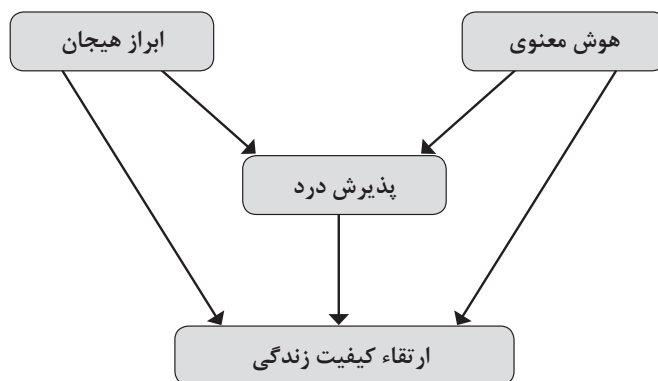 هوش معنوی
ابراز هیجان
پذیرش درد
ارتقاء کیفیت زندگی